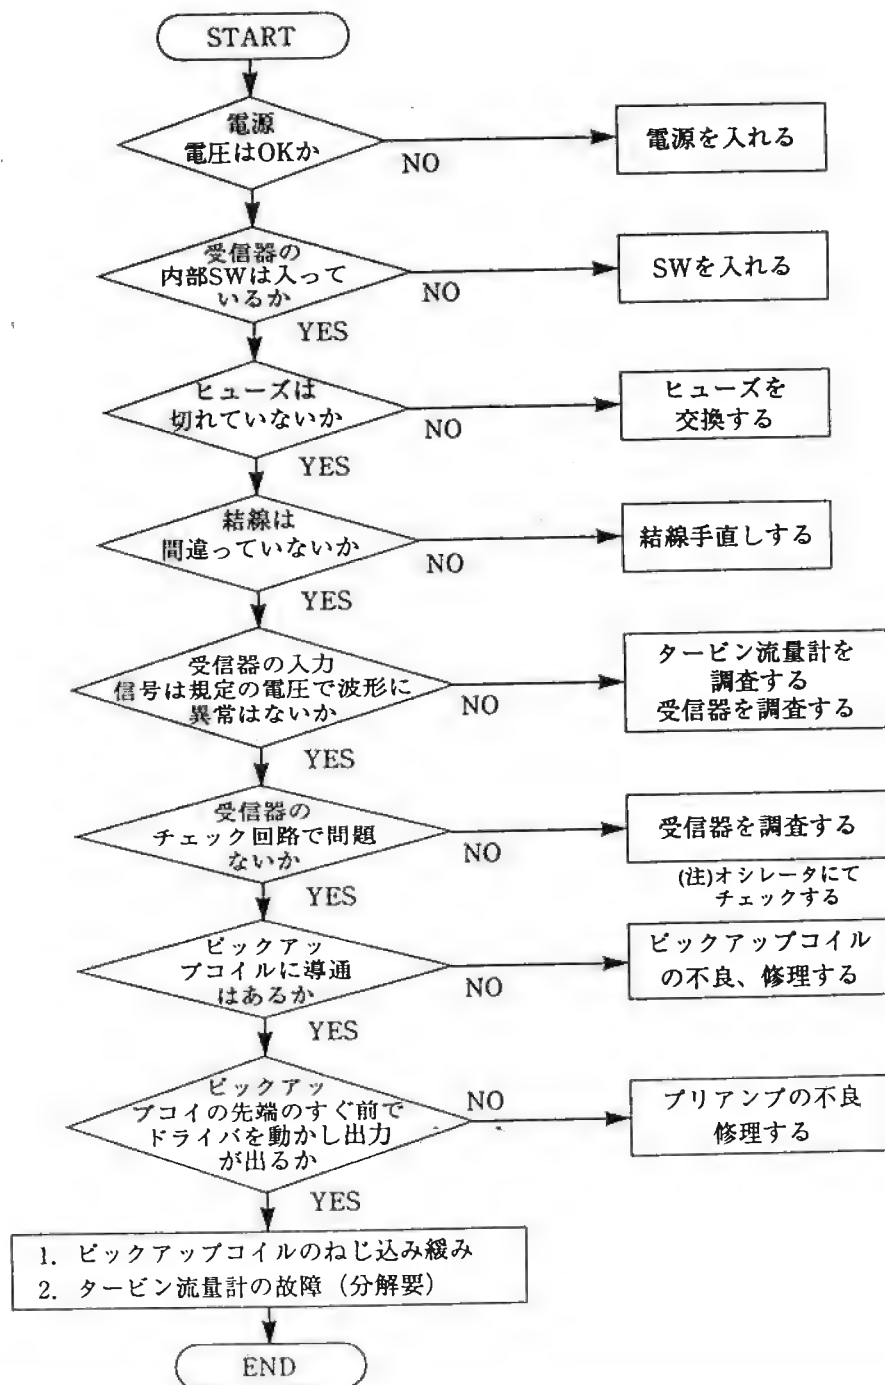 START
電源
電圧はOKか
NO
電源を入れる
受信器の
内部SWは入って
いるか
NO
SWを入れる
YES
ヒューズは
切れていないか
NO
ヒューズを
交換する
YES
結線は
間違っていないか
NO
結線手直しする
YES
受信器の入力
信号は規定の電圧で波形に
異常はないか
NO
タービン流量計を
調査する
受信器を調査する
YES
受信器の
チェック回路で問題
ないか
NO
受信器を調査する
(注)オシレータにて
チェックする
YES
ピックアッ
プコイルに導通
はあるか
NO
ピックアップコイル
の不良、修理する
YES
ピックアッ
プコイの先端のすぐ前で
ドライバを動かし出力
が出るか
NO
プリアンプの不良
修理する
YES
1. ピックアップコイルのねじ込み緩み
2. タービン流量計の故障（分解要）
END